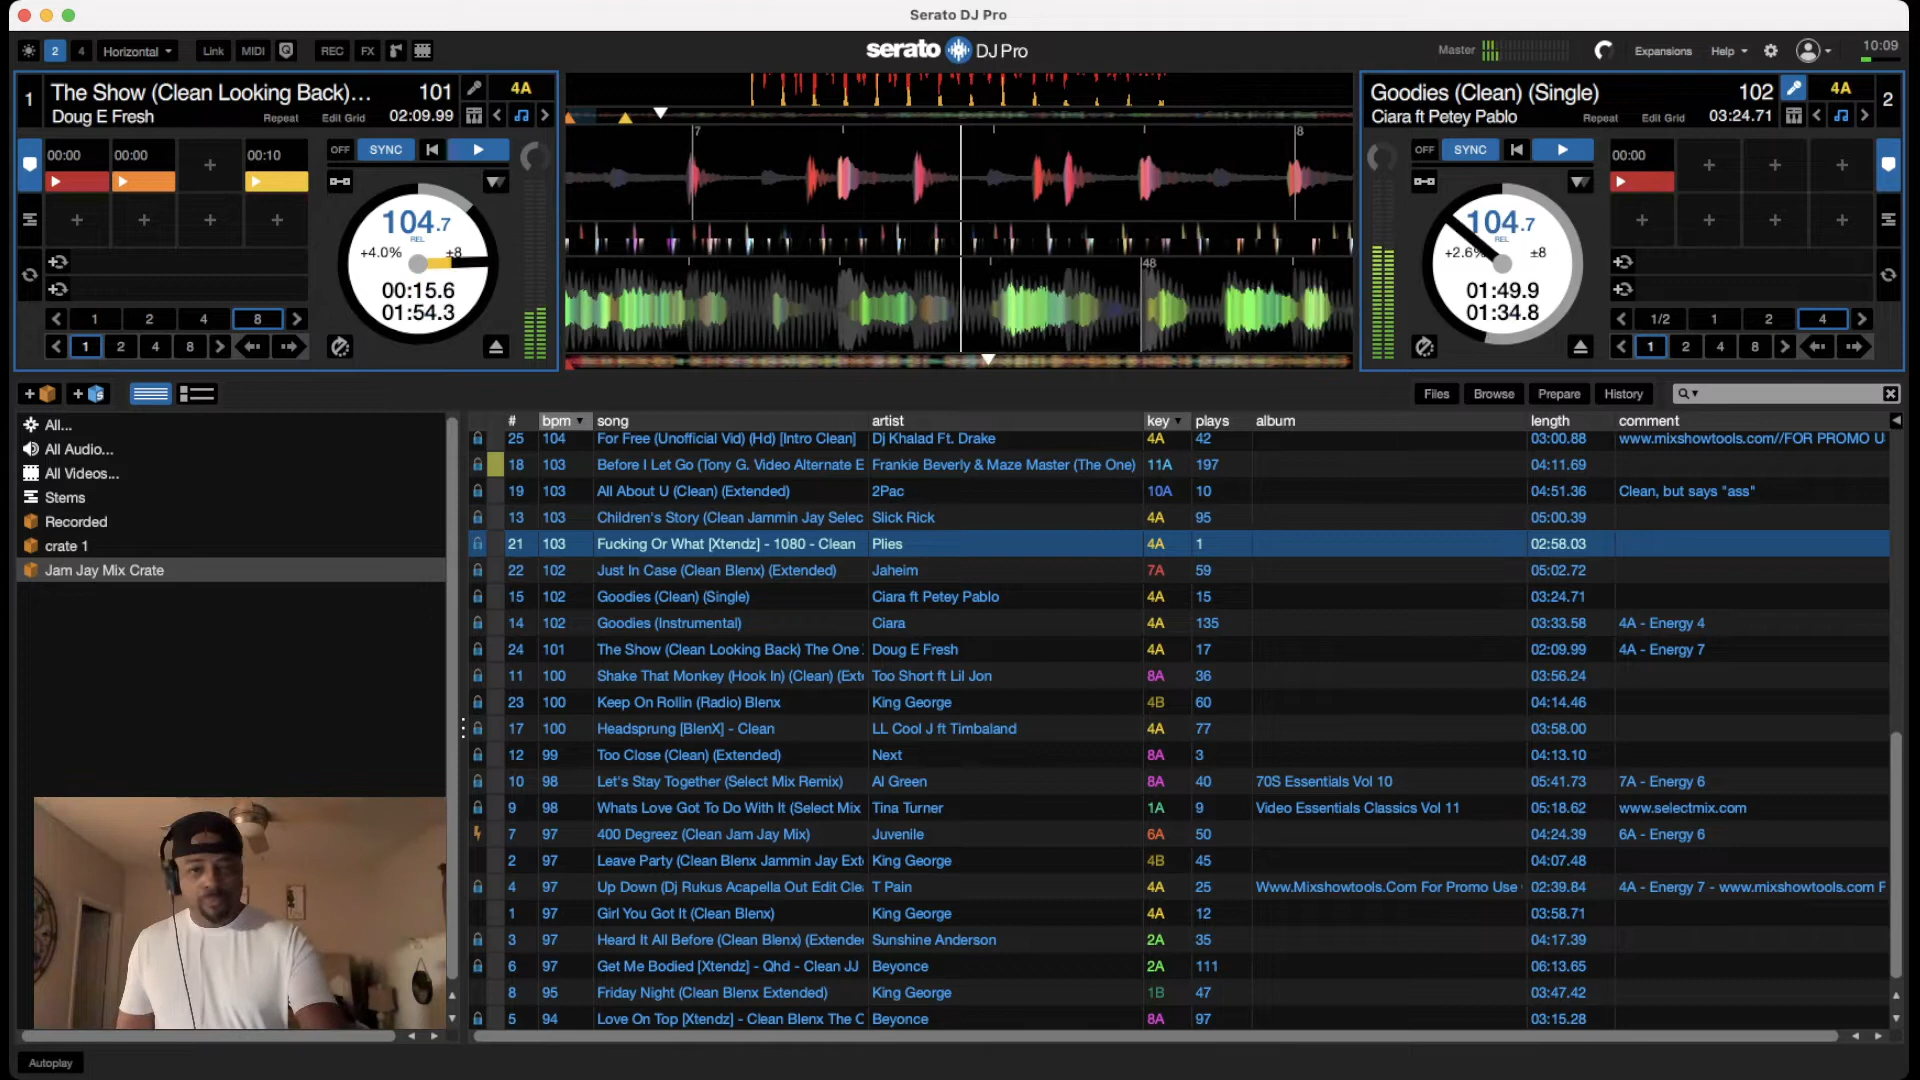 Serato DJ Pro
2 4 Horizontal Link MIDI REC FX
serato DJ Pro
Master Expansions Help 10:09
1 The Show (Clean Looking Back)... 101 4A
Doug E Fresh Repeat Edit Grid 02:09.99
00:00 00:00 00:10
OFF SYNC
104.7
REL
+4.0% ±8
00:15.6
01:54.3
1 2 4 8
1 2 4 8
7 8
48
Goodies (Clean) (Single) 102 4A 2
Ciara ft Petey Pablo Repeat Edit Grid 03:24.71
OFF SYNC
00:00
104.7
REL
+2.6% ±8
01:49.9
01:34.8
1/2 1 2 4
1 2 4 8
Files Browse Prepare History
All...
All Audio...
All Videos...
Stems
Recorded
crate 1
Jam Jay Mix Crate
# bpm song artist key plays album length comment
25 104 For Free (Unofficial Vid) (Hd) [Intro Clean] Dj Khalad Ft. Drake 4A 42 03:00.88 www.mixshowtools.com//FOR PROMO U
18 103 Before I Let Go (Tony G. Video Alternate E Frankie Beverly & Maze Master (The One) 11A 197 04:11.69
19 103 All About U (Clean) (Extended) 2Pac 10A 10 04:51.36 Clean, but says "ass"
13 103 Children's Story (Clean Jammin Jay Selec Slick Rick 4A 95 05:00.39
21 103 Fucking Or What [Xtendz] - 1080 - Clean Plies 4A 1 02:58.03
22 102 Just In Case (Clean Blenx) (Extended) Jaheim 7A 59 05:02.72
15 102 Goodies (Clean) (Single) Ciara ft Petey Pablo 4A 15 03:24.71
14 102 Goodies (Instrumental) Ciara 4A 135 03:33.58 4A - Energy 4
24 101 The Show (Clean Looking Back) The One Doug E Fresh 4A 17 02:09.99 4A - Energy 7
11 100 Shake That Monkey (Hook In) (Clean) (Ext Too Short ft Lil Jon 8A 36 03:56.24
23 100 Keep On Rollin (Radio) Blenx King George 4B 60 04:14.46
17 100 Headsprung [BlenX] - Clean LL Cool J ft Timbaland 4A 77 03:58.00
12 99 Too Close (Clean) (Extended) Next 8A 3 04:13.10
10 98 Let's Stay Together (Select Mix Remix) Al Green 8A 40 70S Essentials Vol 10 05:41.73 7A - Energy 6
9 98 Whats Love Got To Do With It (Select Mix Tina Turner 1A 9 Video Essentials Classics Vol 11 05:18.62 www.selectmix.com
7 97 400 Degreez (Clean Jam Jay Mix) Juvenile 6A 50 04:24.39 6A - Energy 6
2 97 Leave Party (Clean Blenx Jammin Jay Ext King George 4B 45 04:07.48
4 97 Up Down (Dj Rukus Acapella Out Edit Cle T Pain 4A 25 Www.Mixshowtools.Com For Promo Use 02:39.84 4A - Energy 7 - www.mixshowtools.com F
1 97 Girl You Got It (Clean Blenx) King George 4A 12 03:58.71
3 97 Heard It All Before (Clean Blenx) (Extende Sunshine Anderson 2A 35 04:17.39
6 97 Get Me Bodied [Xtendz] - Qhd - Clean JJ Beyonce 2A 111 06:13.65
8 95 Friday Night (Clean Blenx Extended) King George 1B 47 03:47.42
5 94 Love On Top [Xtendz] - Clean Blenx The C Beyonce 8A 97 03:15.28
Autoplay